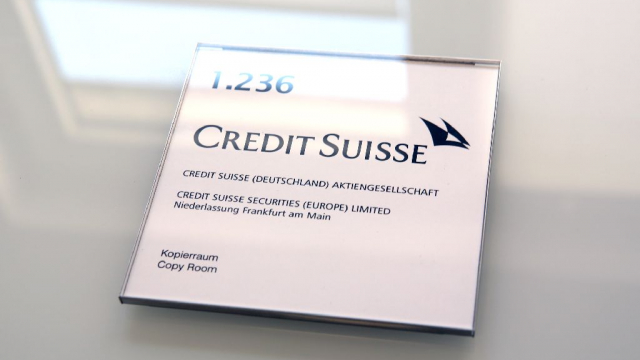 1.236
CREDIT SUISSE
CREDIT SUISSE (DEUTSCHLAND) AKTIENGESELLSCHAFT
CREDIT SUISSE SECURITIES (EUROPE) LIMITED
Niederlassung Frankfurt am Main
Kopierraum
Copy Room